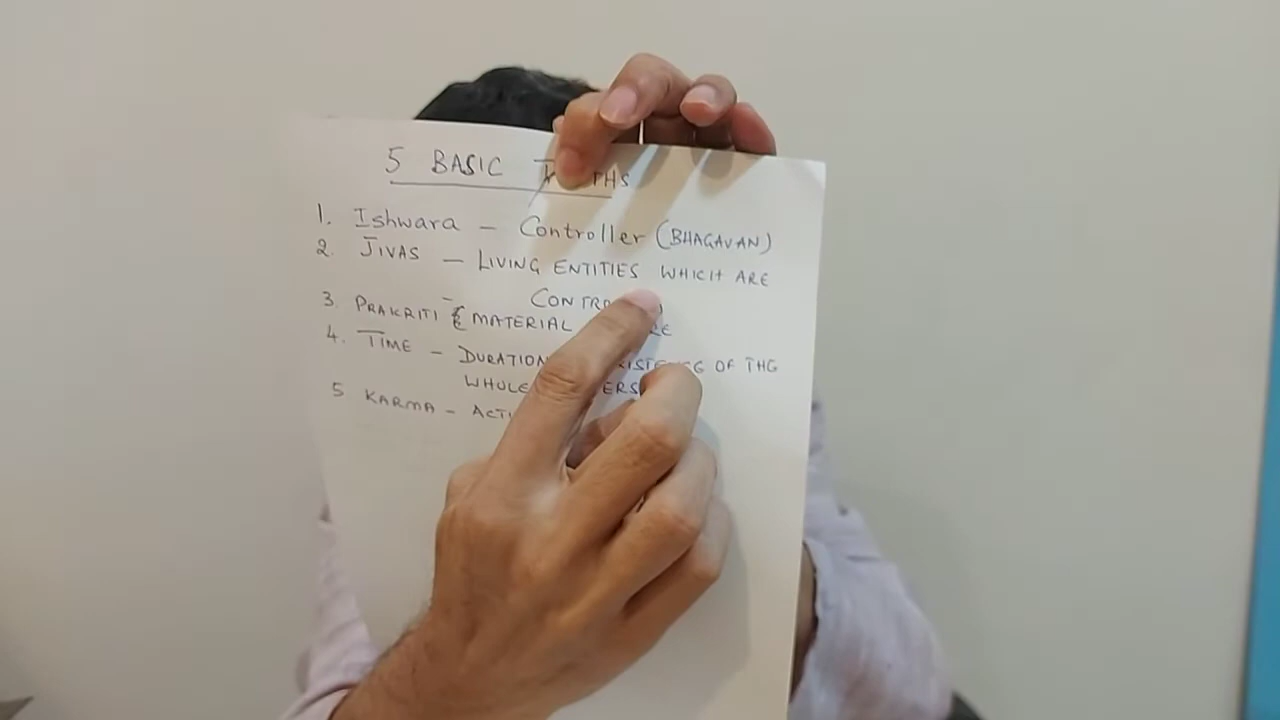 5 BASIC
1. Ishwara - Controller (BHAGAVAN)
2. JIVAS - LIVING ENTITIES WHICH ARE
3. PRAKRITI - MATERIAL
4. TIME - DURATION OF THE
WHOLE
5 KARMA -